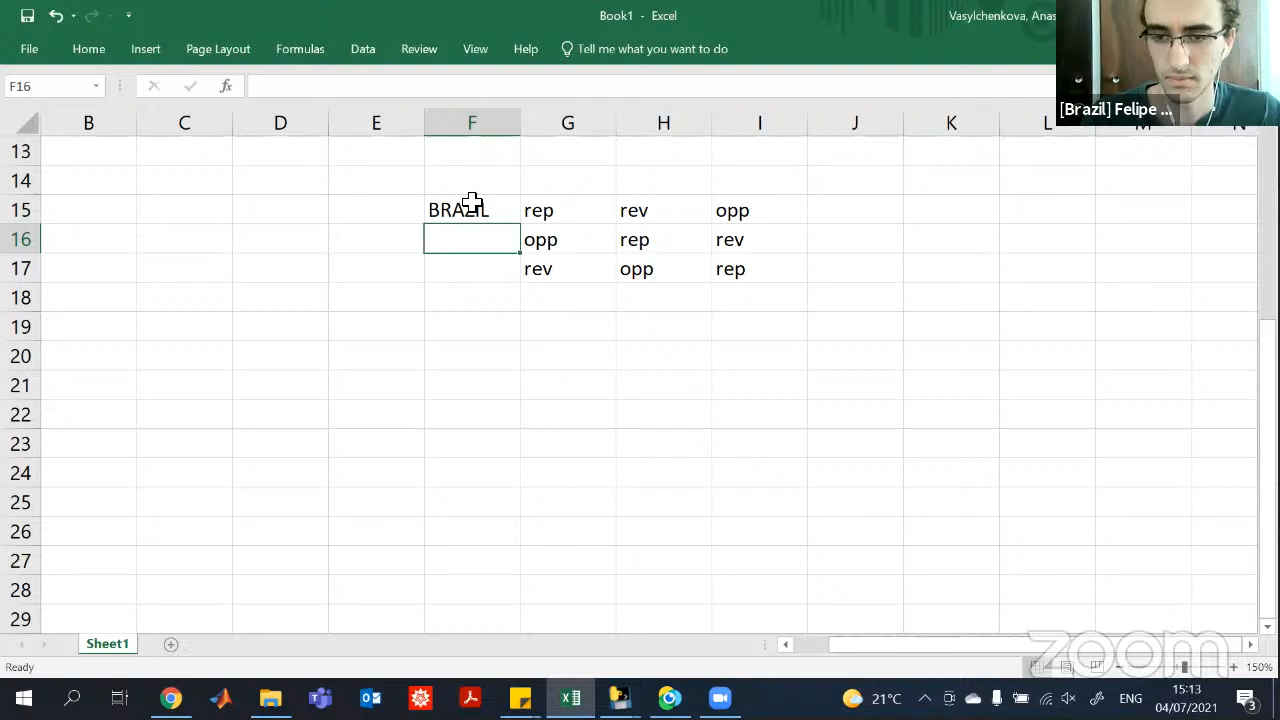 Book1 - Excel
Vasylchenkova, Anas
File Home Insert Page Layout Formulas Data Review View Help Tell me what you want to do
[Brazil] Felipe ...
F16 fx
B C D E F G H I J K L M N
13
14
15 BRAZIL rep rev opp
16 opp rep rev
17 rev opp rep
18
19
20
21
22
23
24
25
26
27
28
29
Sheet1
zoom
Ready
150%
21°C ENG
15:13
04/07/2021
3